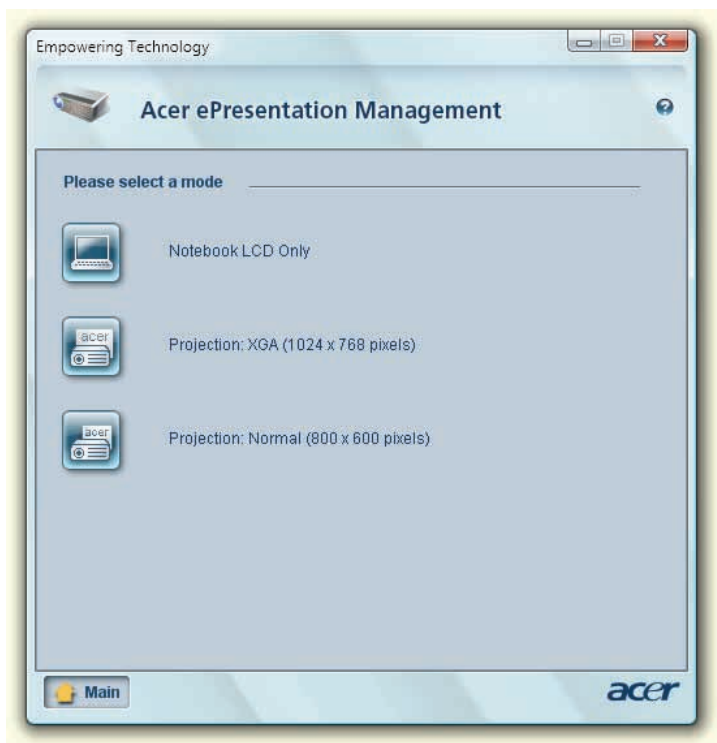 Empowering Technology
Acer ePresentation Management
Please select a mode
Notebook LCD Only
acer
Projection: XGA (1024 x 768 pixels)
acer
Projection: Normal (800 x 600 pixels)
Main
acer